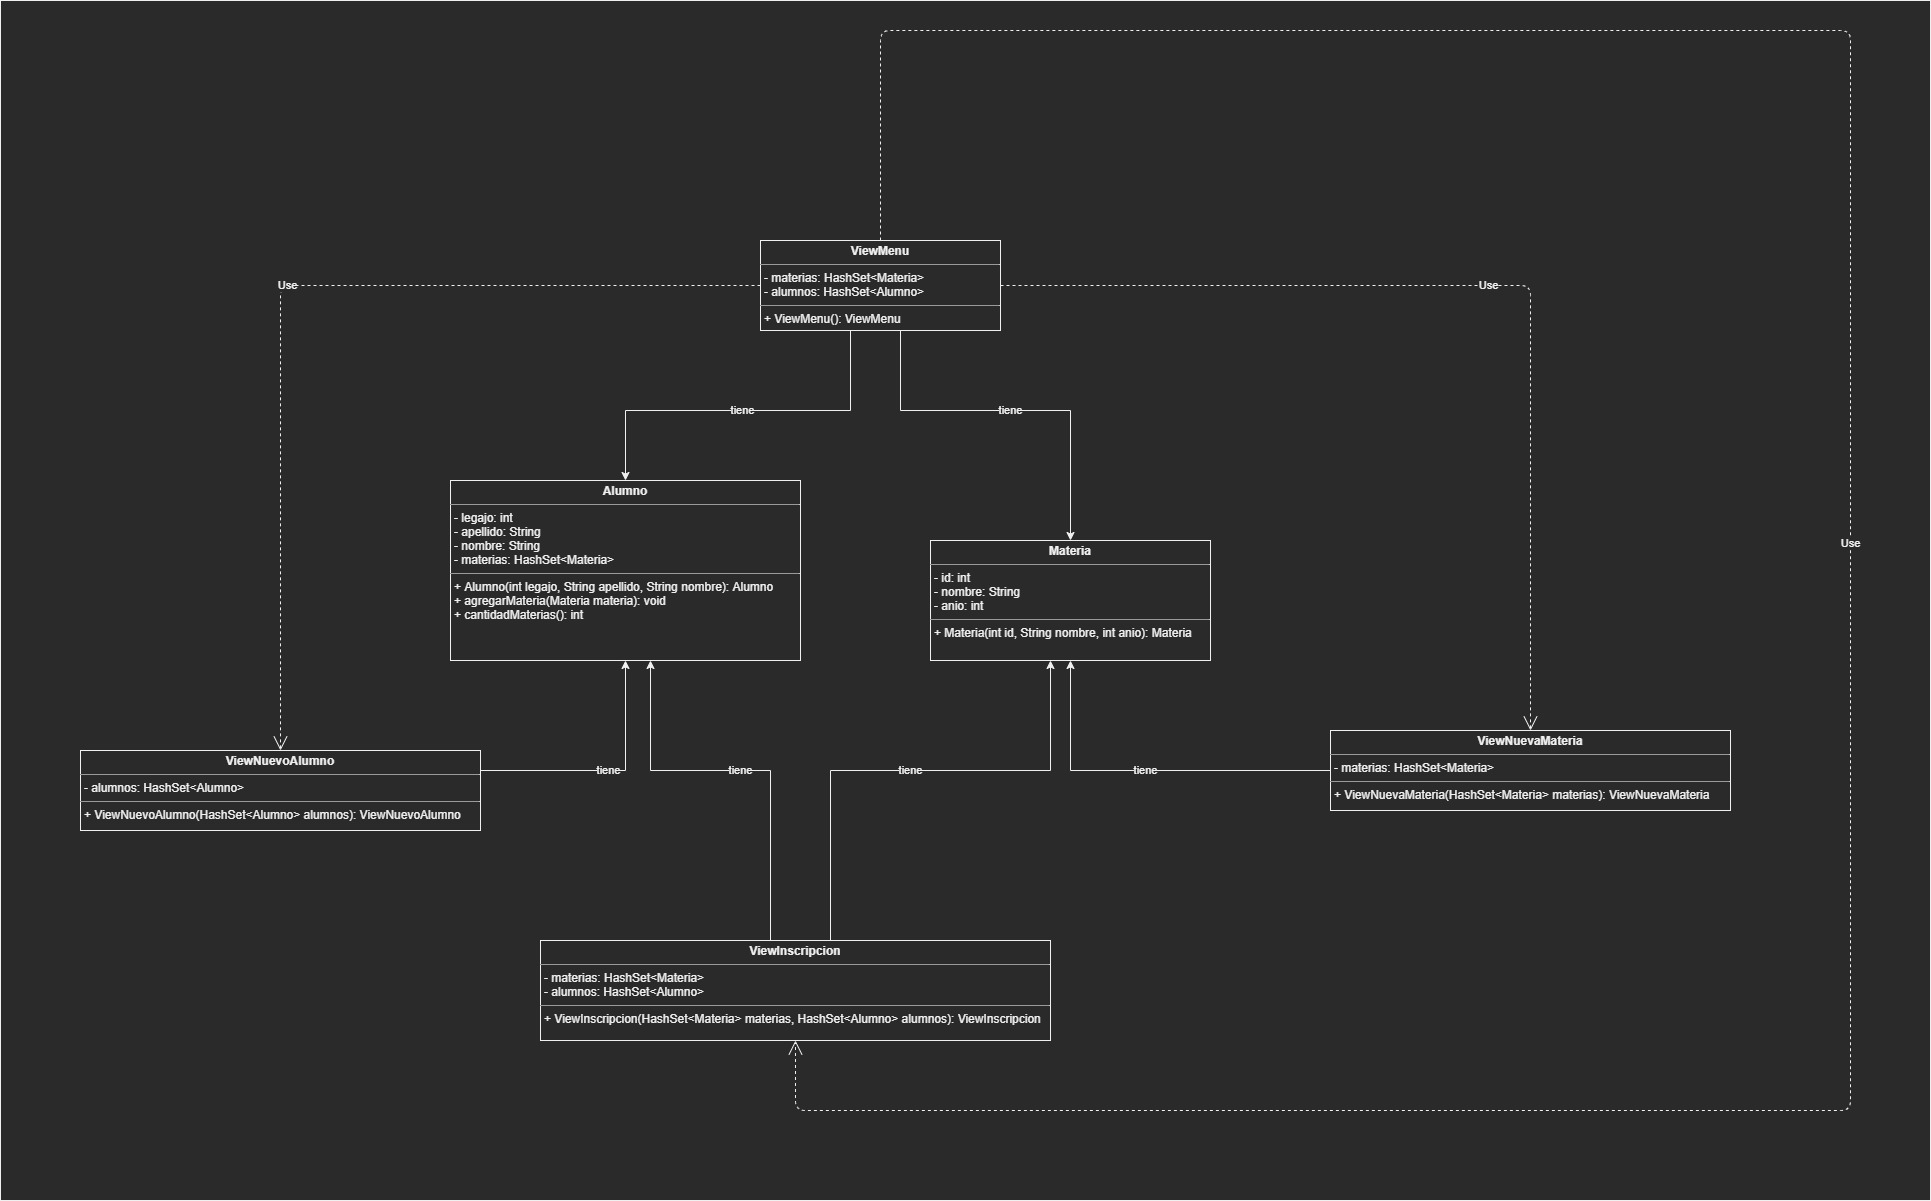 ViewMenu
- materias: HashSet<Materia>
- alumnos: HashSet<Alumno>
+ ViewMenu(): ViewMenu
Use
Use
tiene
tiene
Alumno
- legajo: int
- apellido: String
- nombre: String
- materias: HashSet<Materia>
+ Alumno(int legajo, String apellido, String nombre): Alumno
+ agregarMateria(Materia materia): void
+ cantidadMaterias(): int
Materia
- id: int
- nombre: String
- anio: int
+ Materia(int id, String nombre, int anio): Materia
Use
ViewNuevoAlumno
- alumnos: HashSet<Alumno>
+ ViewNuevoAlumno(HashSet<Alumno> alumnos): ViewNuevoAlumno
tiene
tiene
tiene
tiene
ViewNuevaMateria
- materias: HashSet<Materia>
+ ViewNuevaMateria(HashSet<Materia> materias): ViewNuevaMateria
ViewInscripcion
- materias: HashSet<Materia>
- alumnos: HashSet<Alumno>
+ ViewInscripcion(HashSet<Materia> materias, HashSet<Alumno> alumnos): ViewInscripcion